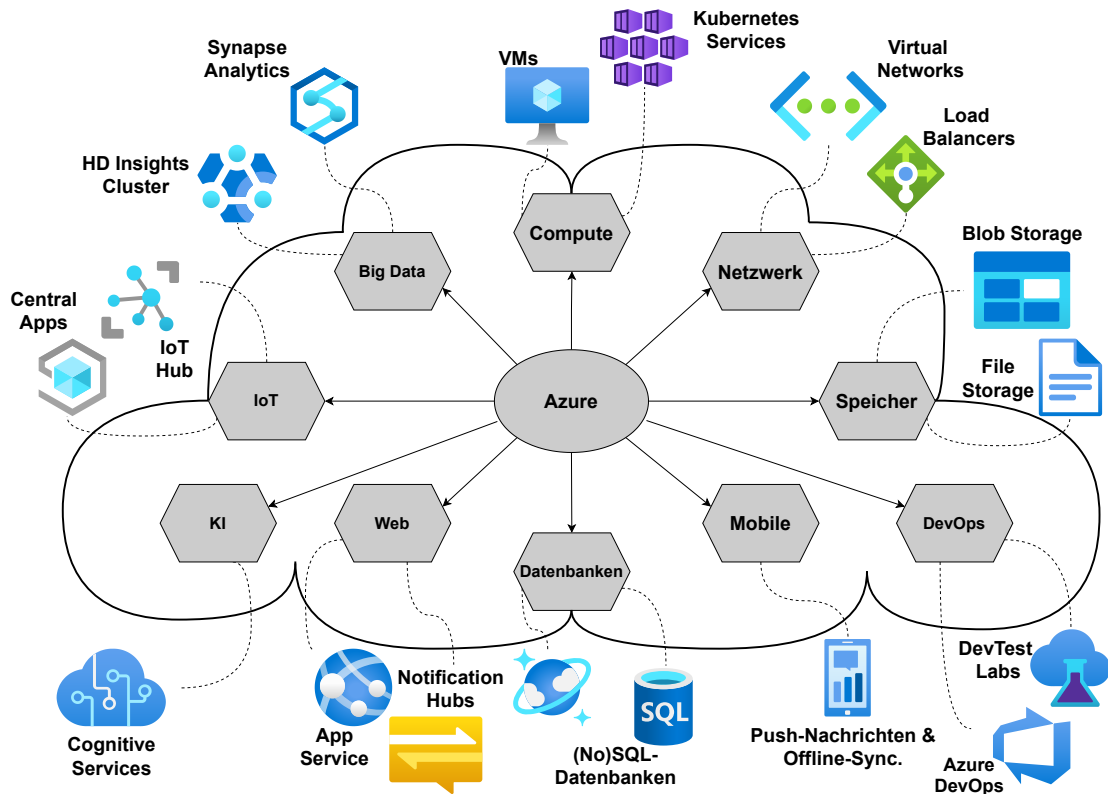 Kubernetes
Services
Synapse
Analytics
VMs
Virtual
Networks
Load
Balancers
HD Insights
Cluster
Compute
Blob Storage
Big Data
Netzwerk
Central
Apps
IoT
Hub
File
Storage
IoT
Azure
Speicher
KI
Web
Mobile
DevOps
Datenbanken
DevTest
Labs
Notification
Hubs
SQL
App
Service
Push-Nachrichten &
Offline-Sync.
Cognitive
Services
(No)SQL-
Datenbanken
Azure
DevOps